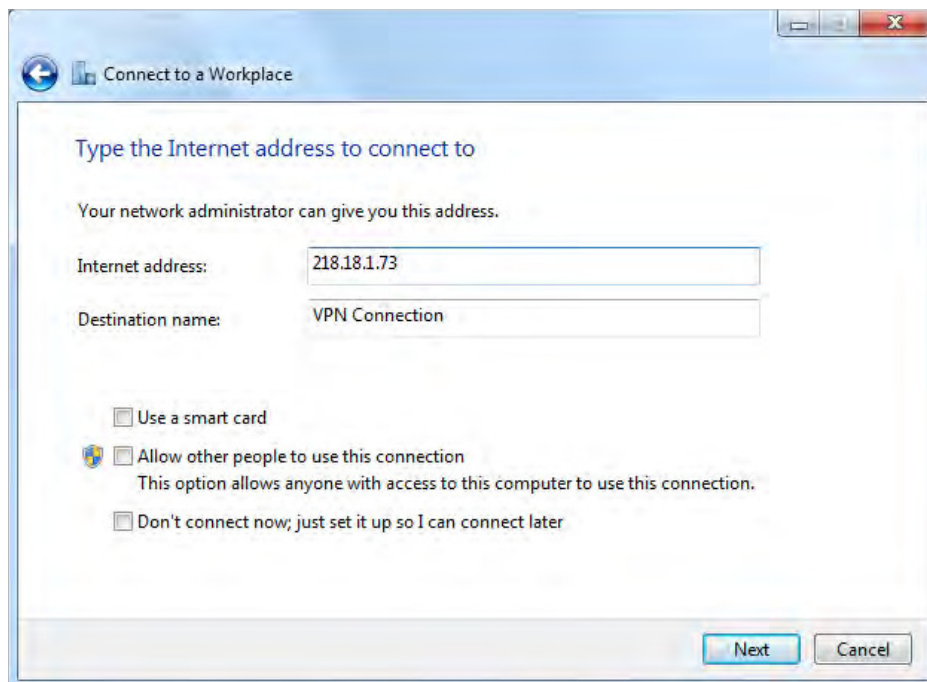 Connect to a Workplace
Type the Internet address to connect to
Your network administrator can give you this address.
Internet address: 218.18.1.73
Destination name: VPN Connection
Use a smart card
Allow other people to use this connection
This option allows anyone with access to this computer to use this connection.
Don't connect now; just set it up so I can connect later
Next Cancel